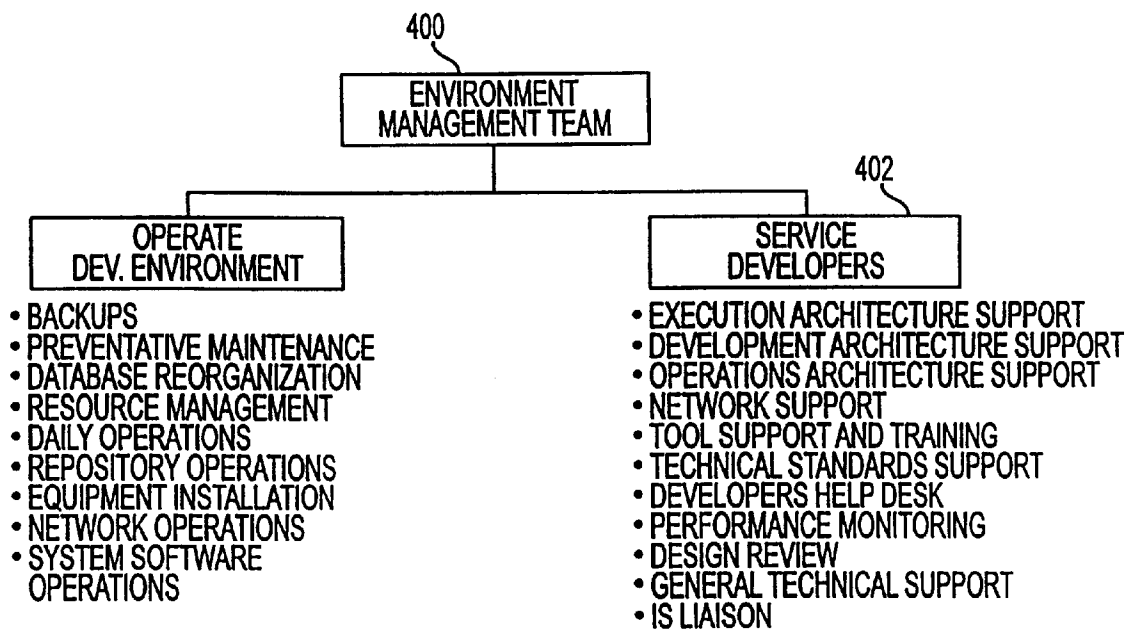 400
ENVIRONMENT
MANAGEMENT TEAM
402
OPERATE
DEV. ENVIRONMENT
• BACKUPS
• PREVENTATIVE MAINTENANCE
• DATABASE REORGANIZATION
• RESOURCE MANAGEMENT
• DAILY OPERATIONS
• REPOSITORY OPERATIONS
• EQUIPMENT INSTALLATION
• NETWORK OPERATIONS
• SYSTEM SOFTWARE
OPERATIONS
SERVICE
DEVELOPERS
• EXECUTION ARCHITECTURE SUPPORT
• DEVELOPMENT ARCHITECTURE SUPPORT
• OPERATIONS ARCHITECTURE SUPPORT
• NETWORK SUPPORT
• TOOL SUPPORT AND TRAINING
• TECHNICAL STANDARDS SUPPORT
• DEVELOPERS HELP DESK
• PERFORMANCE MONITORING
• DESIGN REVIEW
• GENERAL TECHNICAL SUPPORT
• IS LIAISON